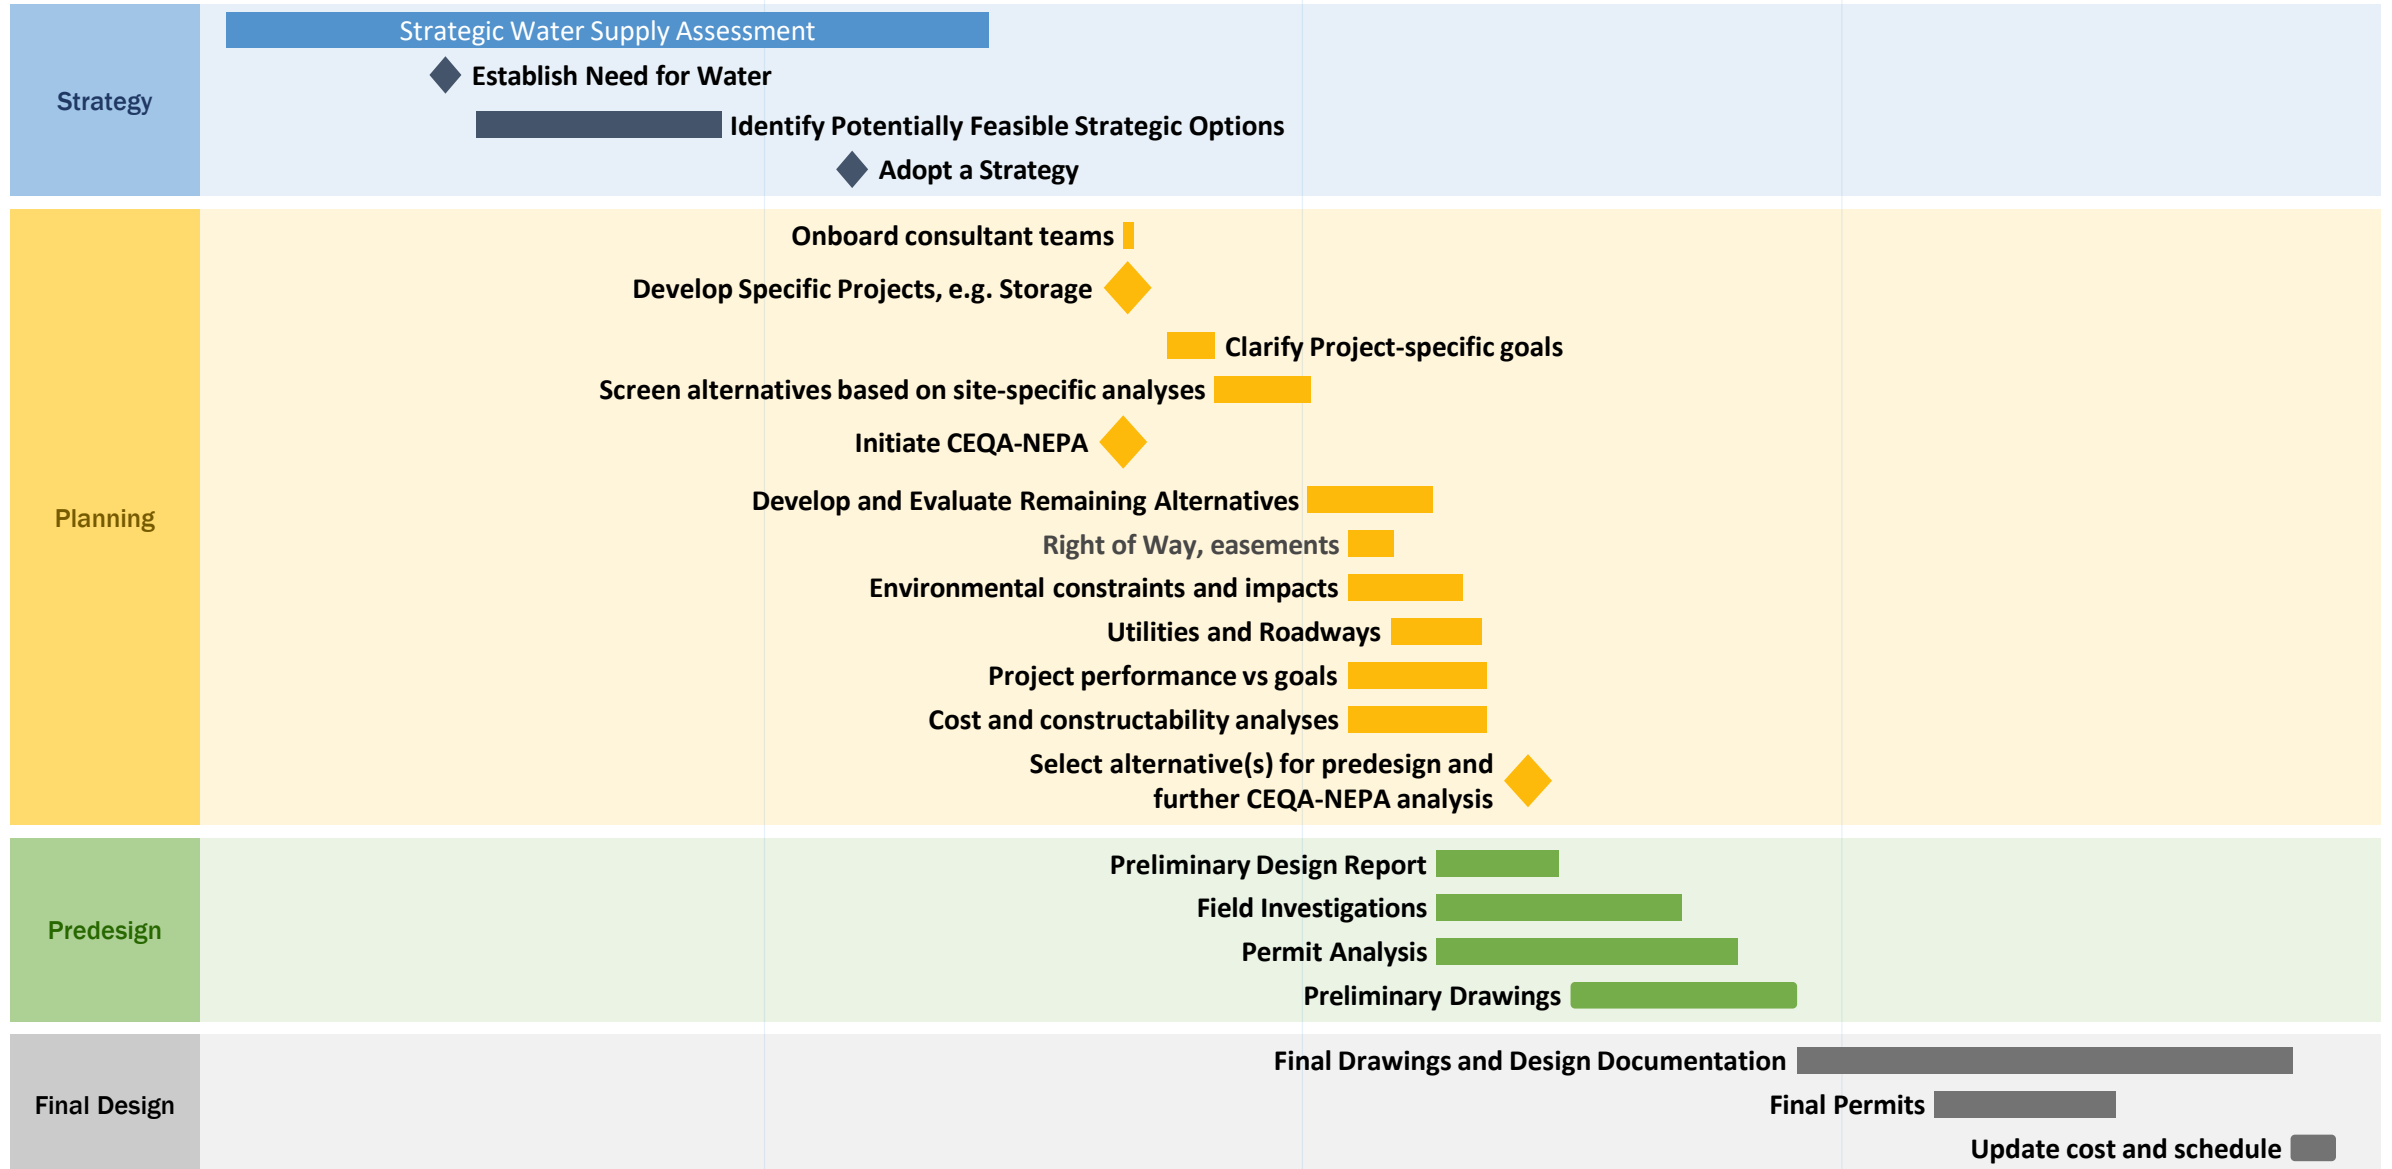 Strategy
Strategic Water Supply Assessment
Establish Need for Water
Identify Potentially Feasible Strategic Options
Adopt a Strategy
Planning
Onboard consultant teams
Develop Specific Projects, e.g. Storage
Clarify Project-specific goals
Screen alternatives based on site-specific analyses
Initiate CEQA-NEPA
Develop and Evaluate Remaining Alternatives
Right of Way, easements
Environmental constraints and impacts
Utilities and Roadways
Project performance vs goals
Cost and constructability analyses
Select alternative(s) for predesign and
further CEQA-NEPA analysis
Predesign
Preliminary Design Report
Field Investigations
Permit Analysis
Preliminary Drawings
Final Design
Final Drawings and Design Documentation
Final Permits
Update cost and schedule